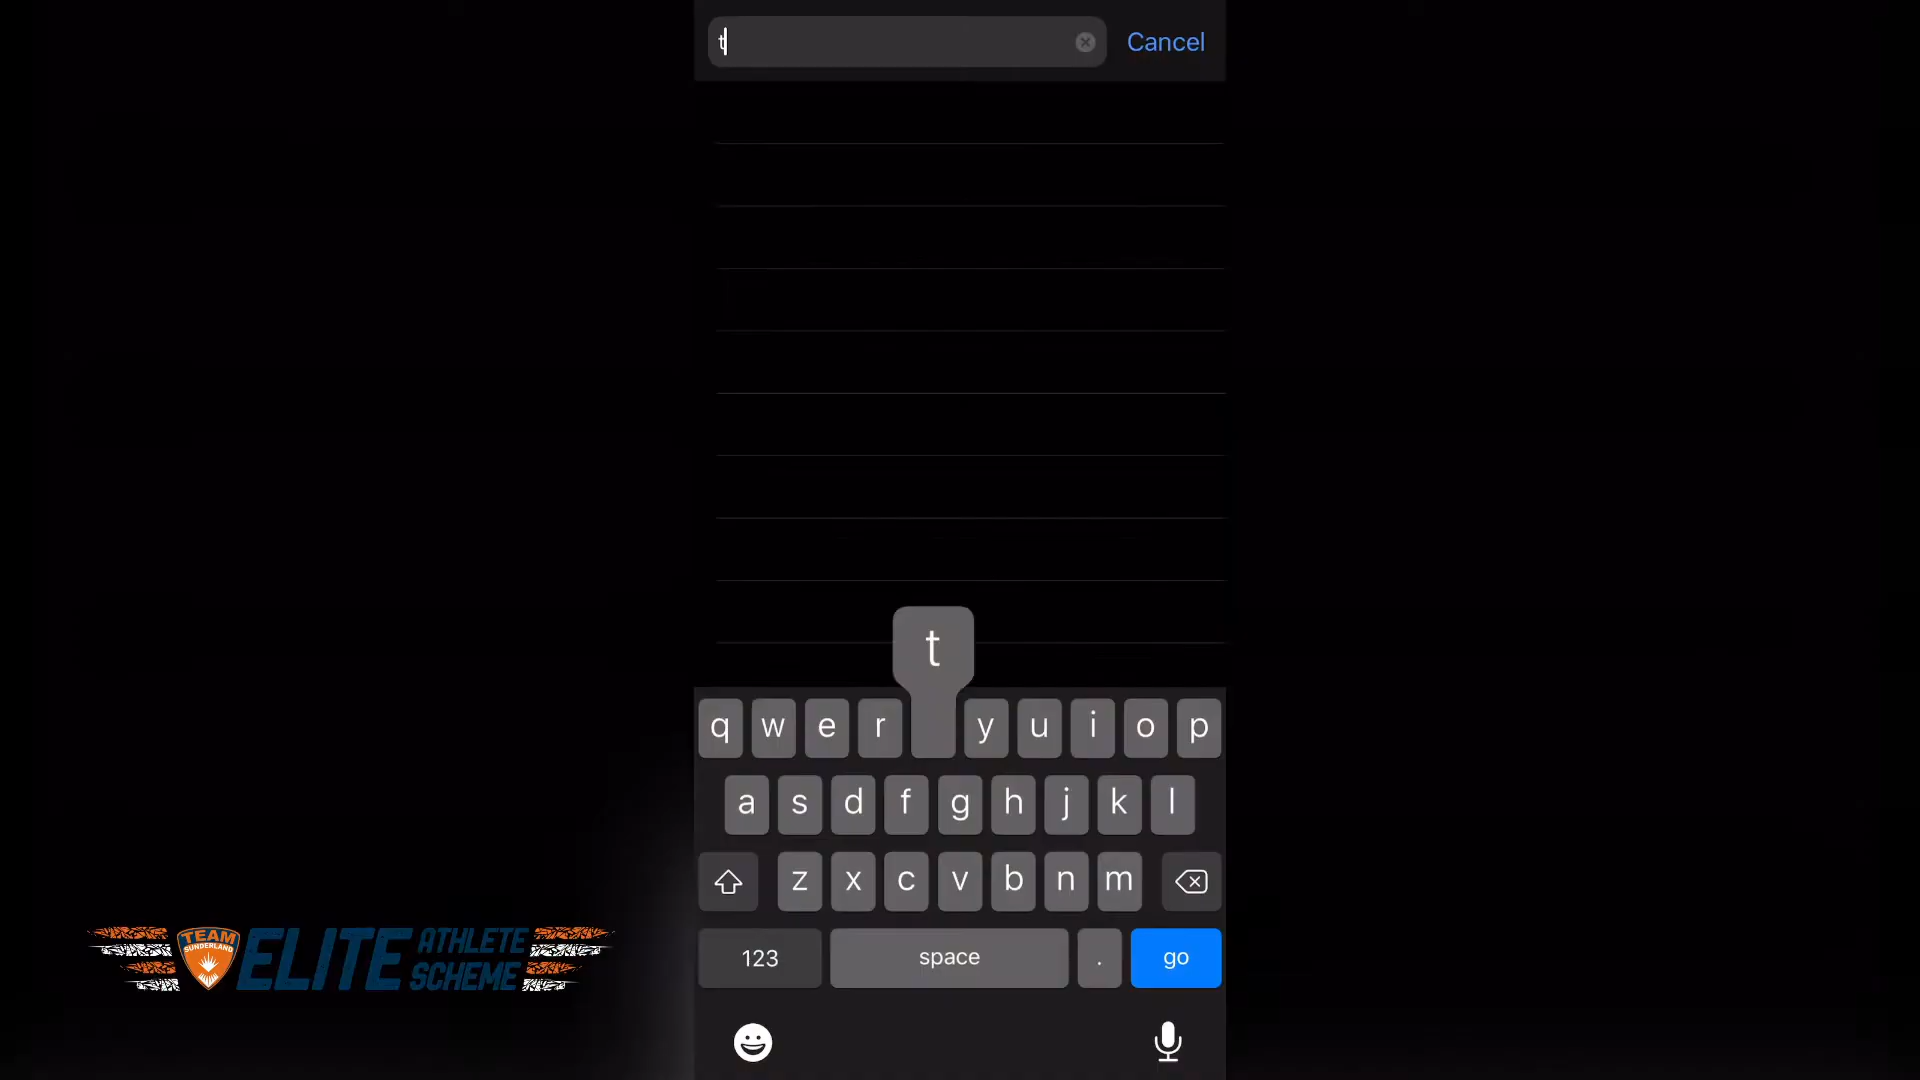 t
Cancel
t
q w e r y u i o p
a s d f g h j k l
z x c v b n m
123 space . go
TEAM
SUNDERLAND
ELITE
ATHLETE
SCHEME